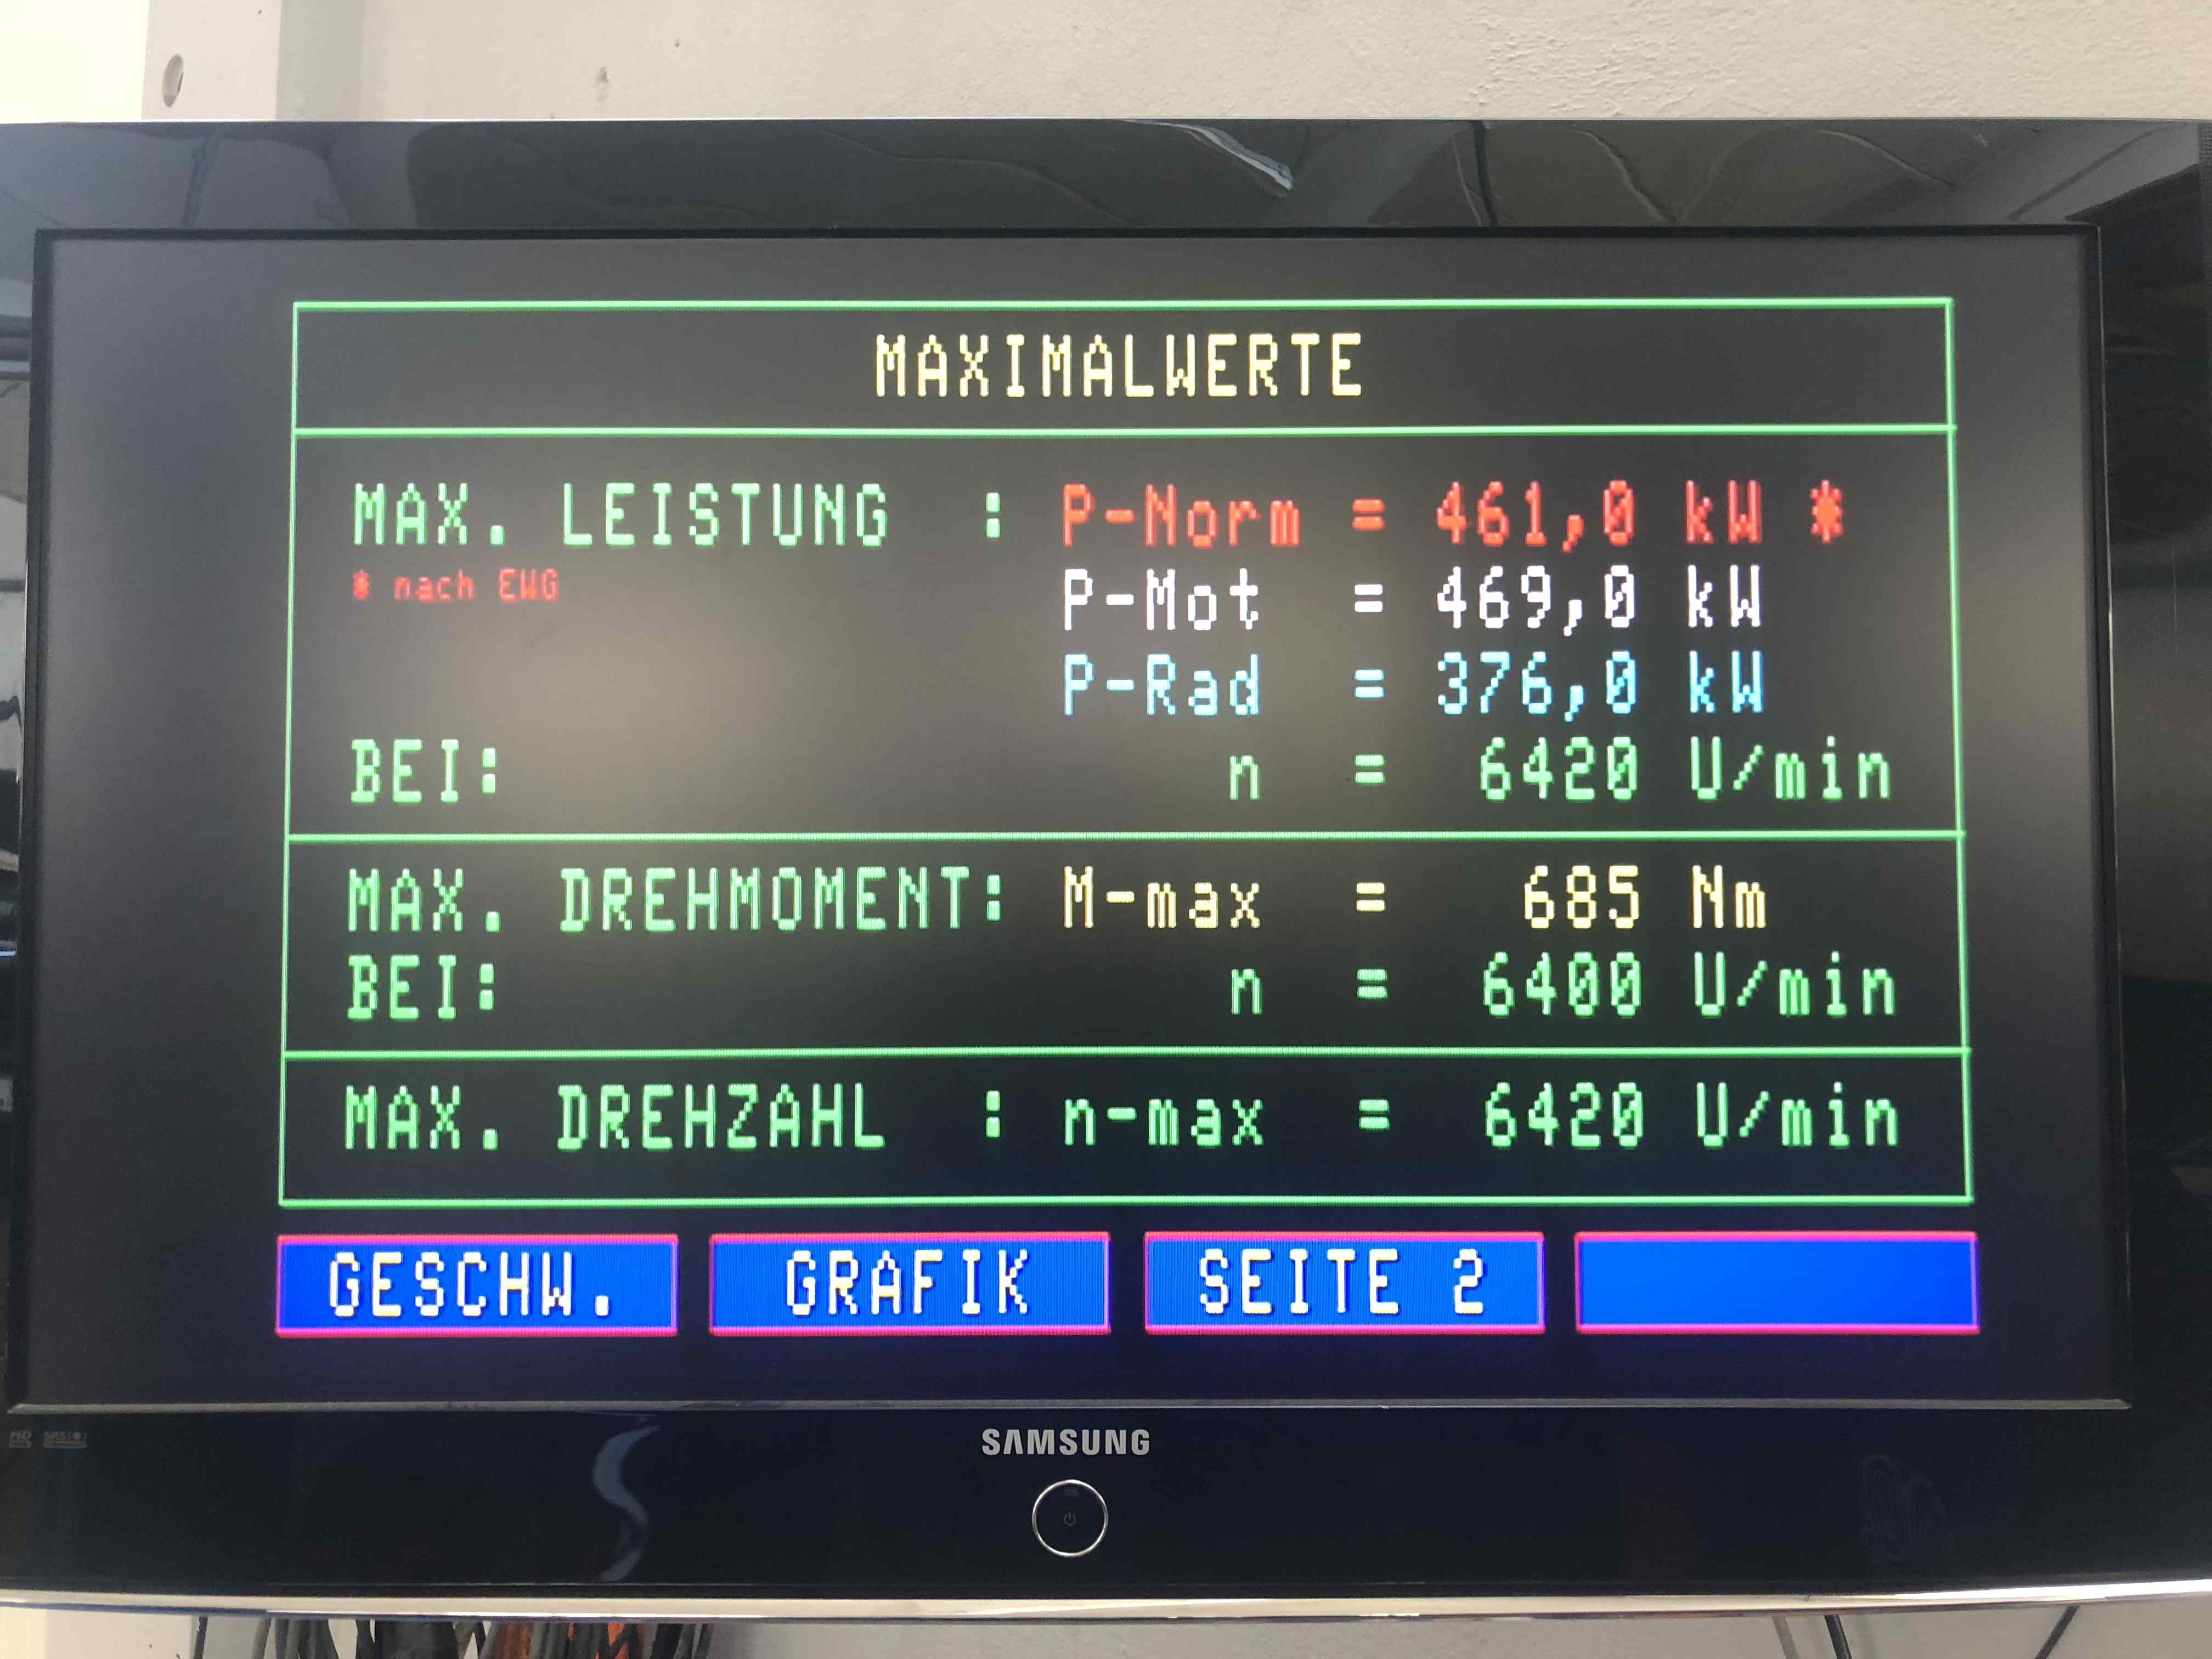 MAXIMALWERTE
MAX. LEISTUNG : P-Norm = 461,0 kW *
* nach EWG P-Mot = 469,0 kW
P-Rad = 376,0 kW
BEI: n = 6420 U/min
MAX. DREHMOMENT: M-max = 685 Nm
BEI: n = 6400 U/min
MAX. DREHZAHL : n-max = 6420 U/min
GESCHW. GRAFIK SEITE 2
SAMSUNG